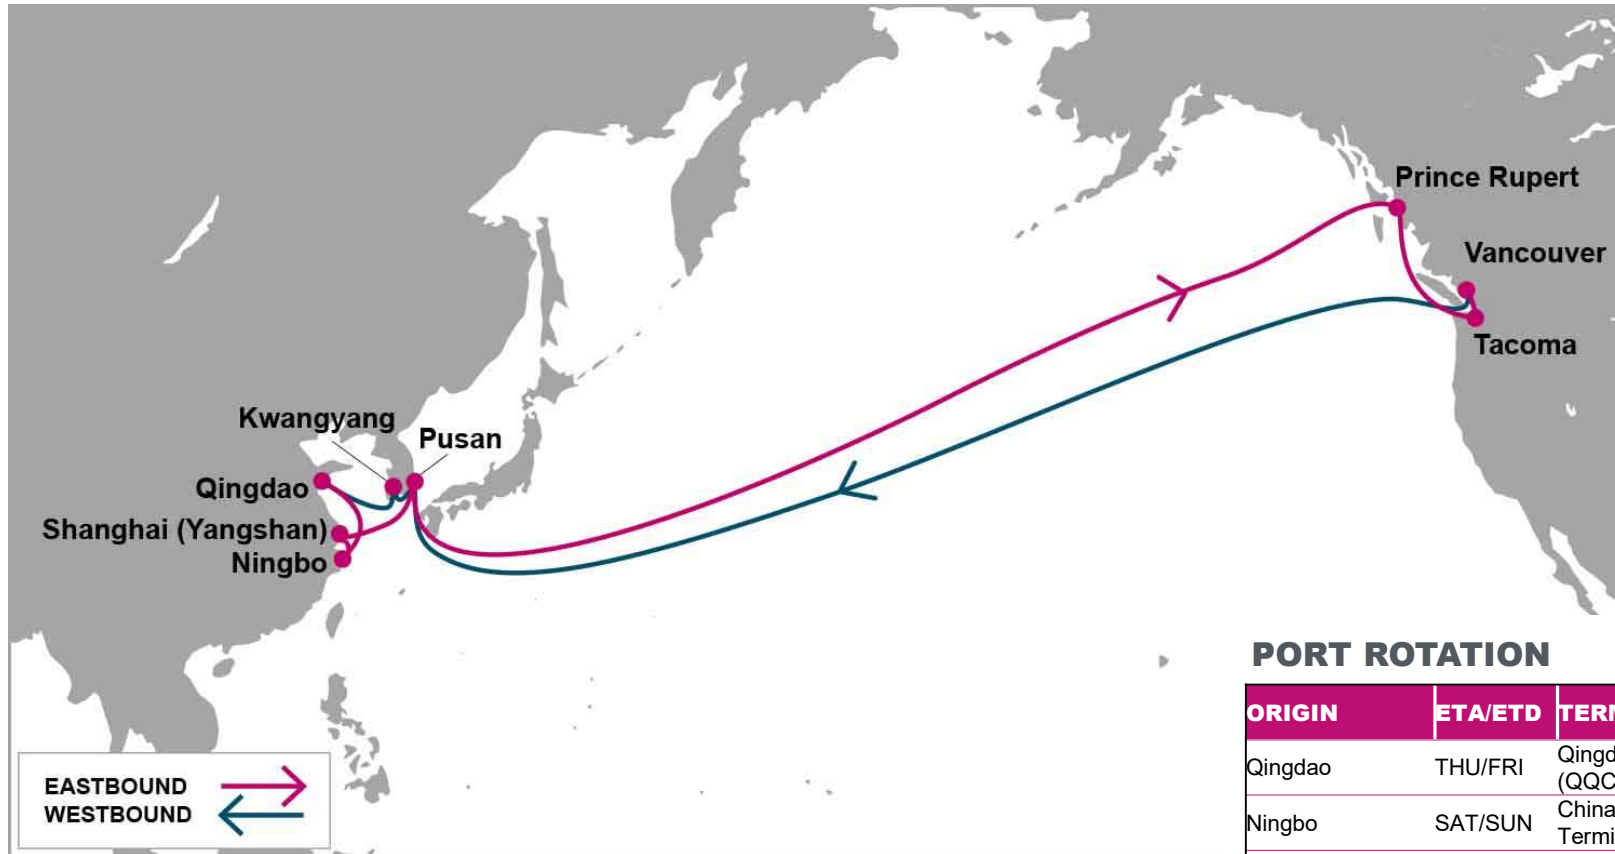 Prince Rupert
Vancouver
Tacoma
Kwangyang
Pusan
Qingdao
Shanghai (Yangshan)
Ningbo
EASTBOUND
WESTBOUND
PORT ROTATION
ORIGIN ETA/ETD
Qingdao THU/FRI
Ningbo SAT/SUN China